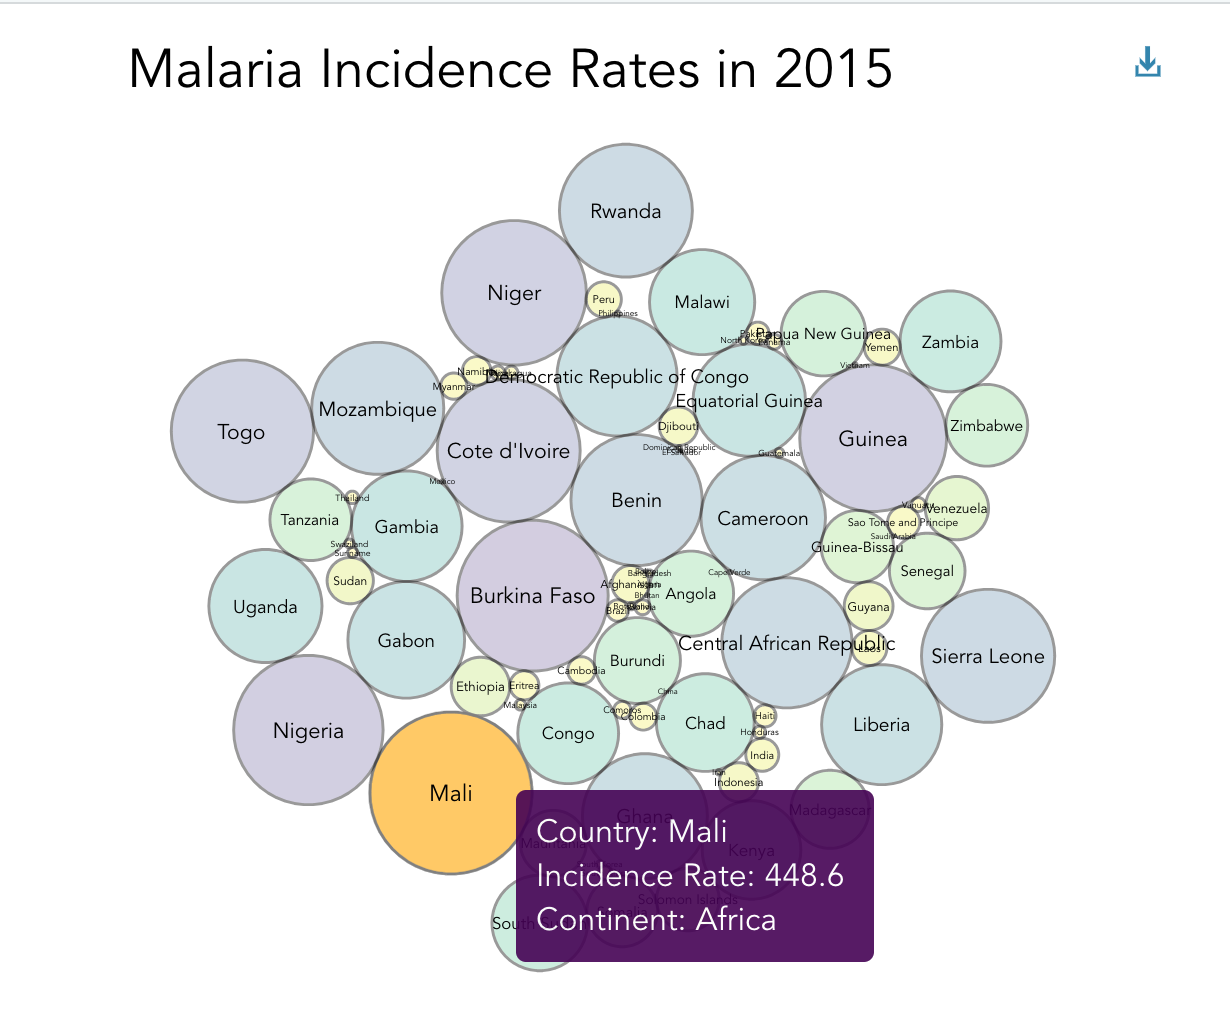 Malaria Incidence Rates in 2015
Rwanda
Niger
Peru
Malawi
Philippines
Papua New Guinea
North Korea
Panama
Yemen
Zambia
Vietnam
Namibia
Myanmar
Democratic Republic of Congo
Equatorial Guinea
Mozambique
Togo
Cote d'Ivoire
Djibouti
Guinea
Zimbabwe
Dominican Republic
El Salvador
Guatemala
Mexico
Thailand
Benin
Cameroon
Vanuatu
Venezuela
Tanzania
Gambia
Sao Tome and Principe
Saudi Arabia
Swaziland
Suriname
Guinea-Bissau
Senegal
Cape Verde
Sudan
Bangladesh
Afghanistan
Bhutan
Burkina Faso
Angola
Uganda
Brazil
Bolivia
Guyana
Gabon
Central African Republic
Laos
Sierra Leone
Burundi
Cambodia
Ethiopia
Eritrea
China
Malaysia
Comoros
Colombia
Haiti
Chad
Liberia
Nigeria
Congo
Honduras
India
Iran
Indonesia
Mali
Madagascar
Ghana
Country: Mali
Mauritania
Kenya
Incidence Rate: 448.6
Solomon Islands
Continent: Africa
South